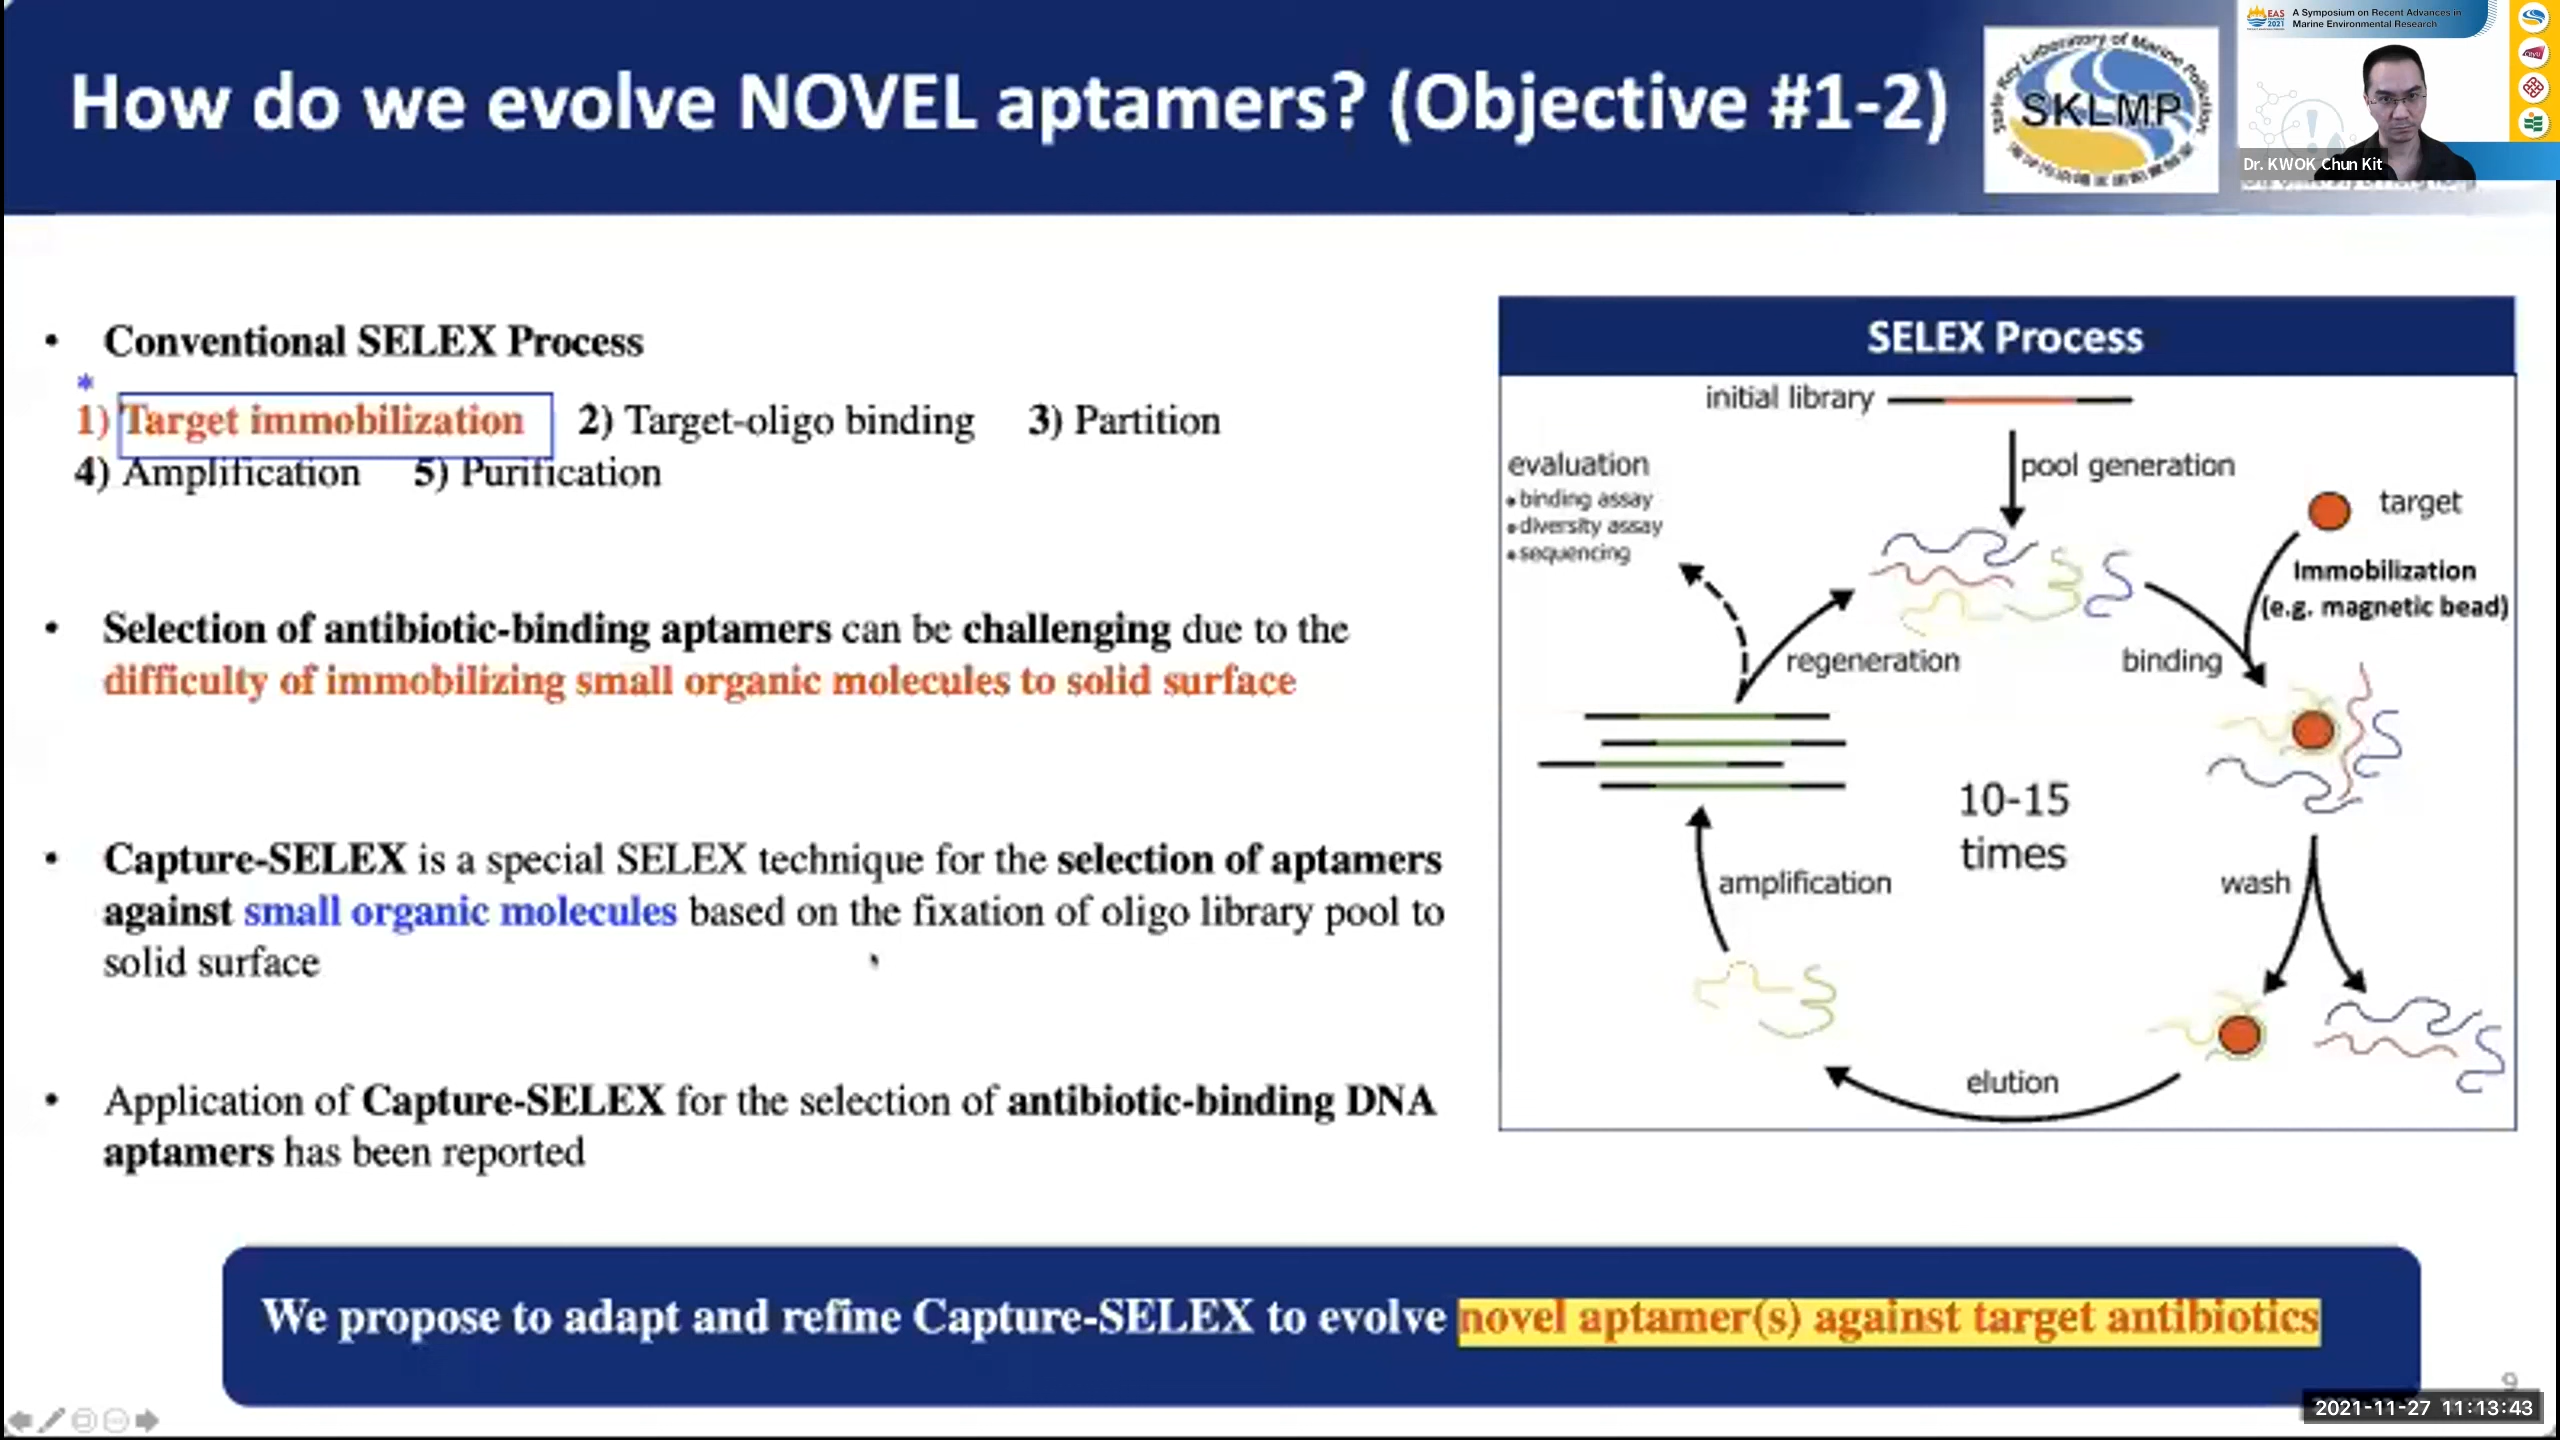 How do we evolve NOVEL aptamers? (Objective #1-2)
State Key Laboratory of Marine Pollution
SKLMP
EAS
2021
A Symposium on Recent Advances in
Marine Environmental Research
Dr. KWOK Chun Kit
• Conventional SELEX Process
*
1) Target immobilization 2) Target-oligo binding 3) Partition
4) Amplification 5) Purification
• Selection of antibiotic-binding aptamers can be challenging due to the
difficulty of immobilizing small organic molecules to solid surface
• Capture-SELEX is a special SELEX technique for the selection of aptamers
against small organic molecules based on the fixation of oligo library pool to
solid surface
• Application of Capture-SELEX for the selection of antibiotic-binding DNA
aptamers has been reported
SELEX Process
initial library
pool generation
evaluation
• binding assay
• diversity assay
• sequencing
target
Immobilization
(e.g. magnetic bead)
regeneration
binding
10-15
times
amplification
wash
elution
We propose to adapt and refine Capture-SELEX to evolve novel aptamer(s) against target antibiotics
9
2021-11-27 11:13:43